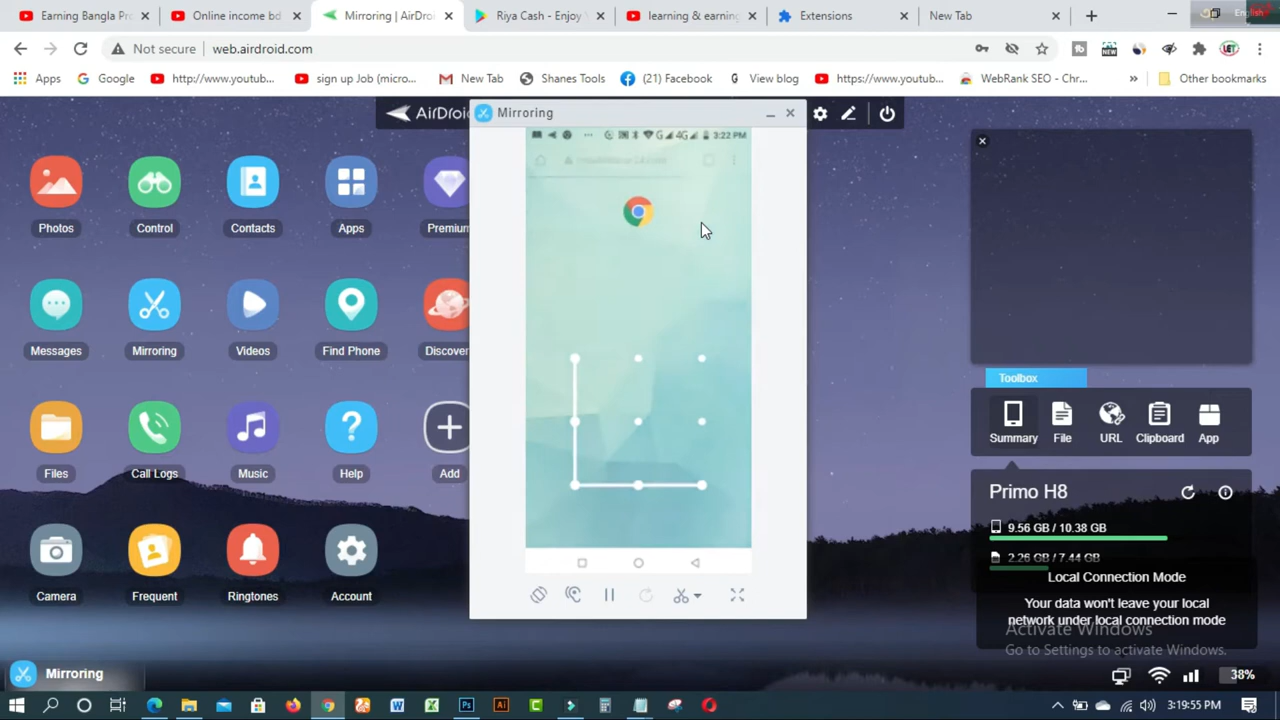 Earning Bangla Pro
Online income bd
Mirroring | AirDroi
Riya Cash - Enjoy Y
learning & earning
Extensions
New Tab
English
Not secure
web.airdroid.com
NEW
Apps
Google
http://www.youtub...
sign up Job (micro...
New Tab
Shanes Tools
(21) Facebook
View blog
https://www.youtu...
WebRank SEO - Chr...
»
Other bookmarks
AirDroid
Mirroring
4G
3:22 PM
Photos
Control
Contacts
Apps
Premium
Messages
Mirroring
Videos
Find Phone
Discover
Files
Call Logs
Music
Help
Add
Camera
Frequent
Ringtones
Account
Toolbox
Summary
File
URL
Clipboard
App
Primo H8
9.56 GB / 10.38 GB
2.26 GB / 7.44 GB
Local Connection Mode
Your data won't leave your local
network under local connection mode
Activate Windows
Go to Settings to activate Windows.
Mirroring
38%
3:19:55 PM